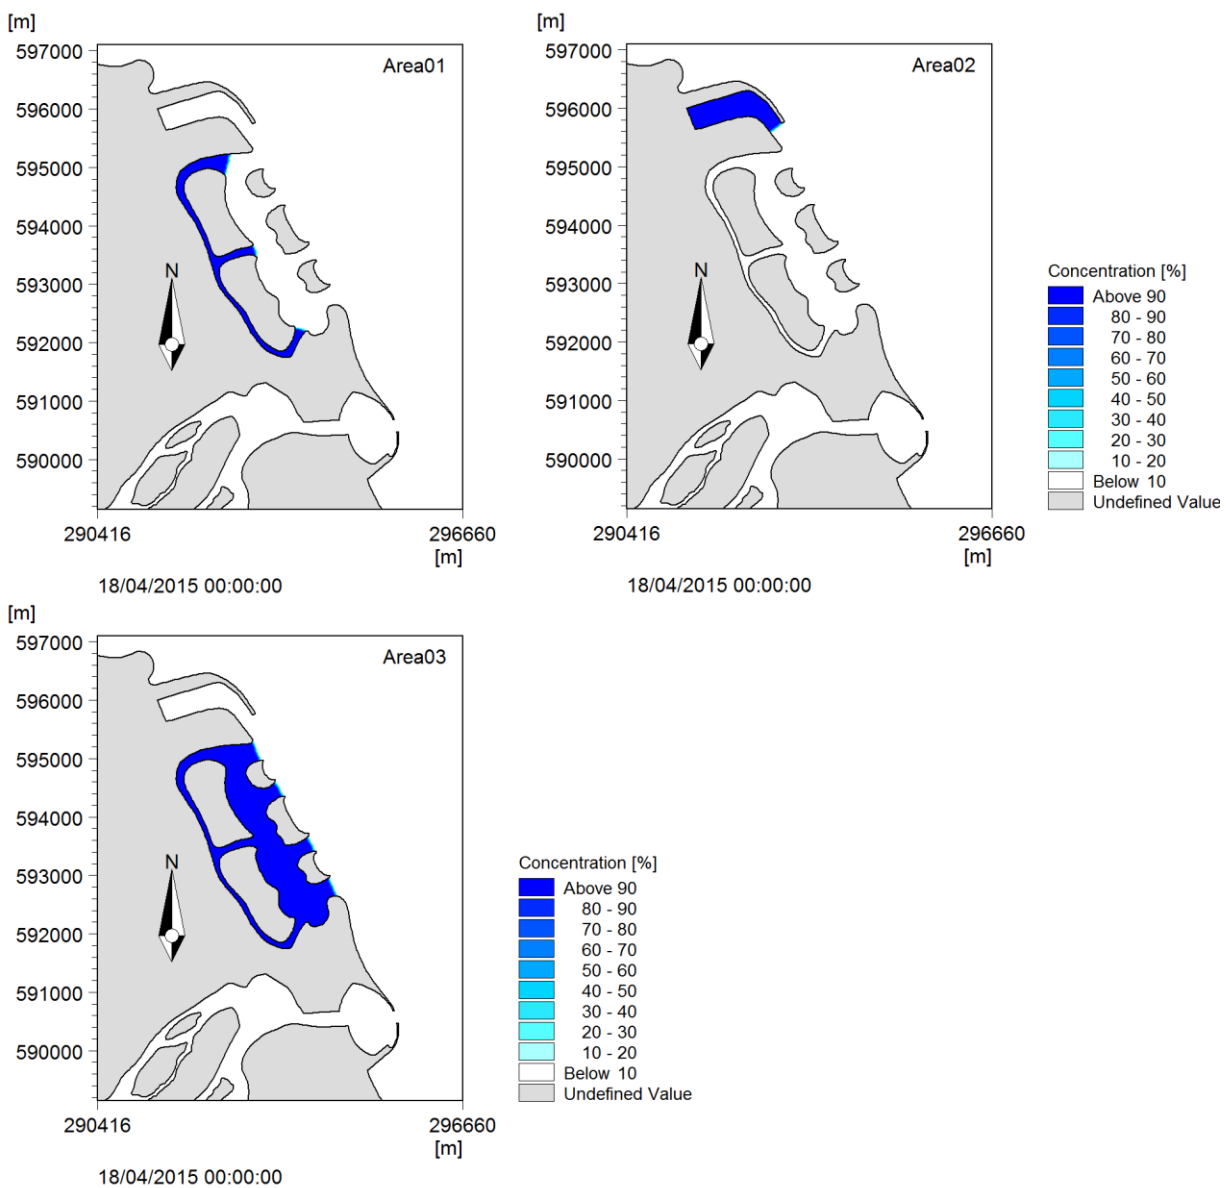 [m]
597000
596000
595000
594000
593000
592000
591000
590000
Area01
N
290416
296660
[m]
18/04/2015 00:00:00
[m]
597000
596000
595000
594000
593000
592000
591000
590000
Area02
N
290416
296660
[m]
18/04/2015 00:00:00
Concentration [%]
Above 90
80 - 90
70 - 80
60 - 70
50 - 60
40 - 50
30 - 40
20 - 30
10 - 20
Below 10
Undefined Value
[m]
597000
596000
595000
594000
593000
592000
591000
590000
Area03
N
290416
296660
[m]
18/04/2015 00:00:00
Concentration [%]
Above 90
80 - 90
70 - 80
60 - 70
50 - 60
40 - 50
30 - 40
20 - 30
10 - 20
Below 10
Undefined Value